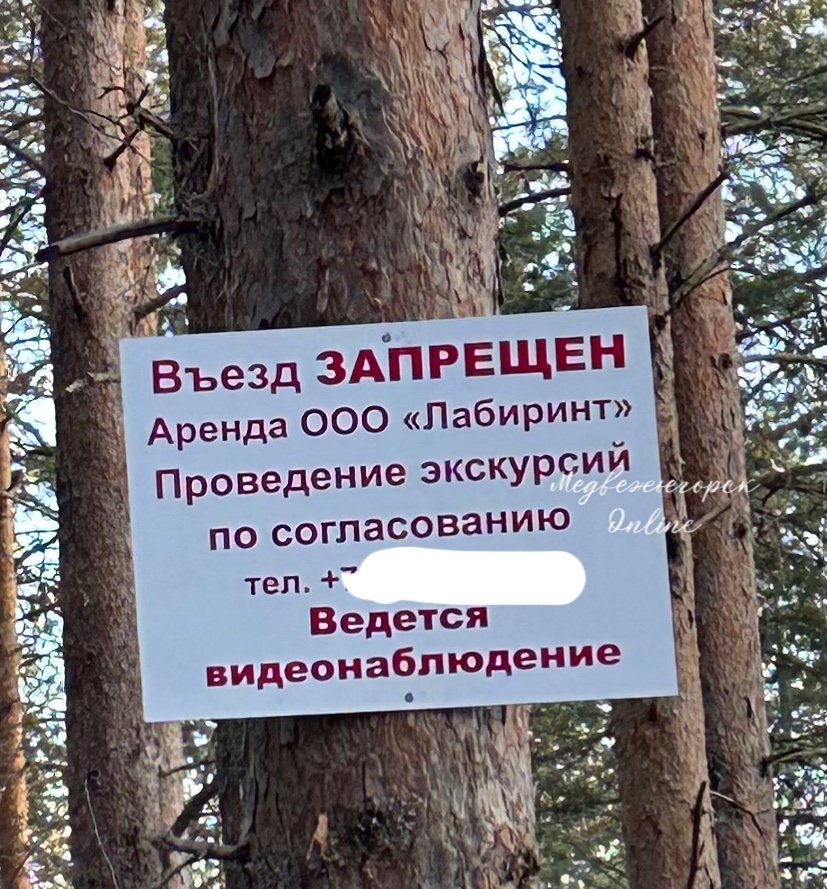 Въезд ЗАПРЕЩЕН
Аренда ООО «Лабиринт»
Проведение экскурсий
по согласованию
тел. +7
Ведется
видеонаблюдение
Медвежьегорск
Online